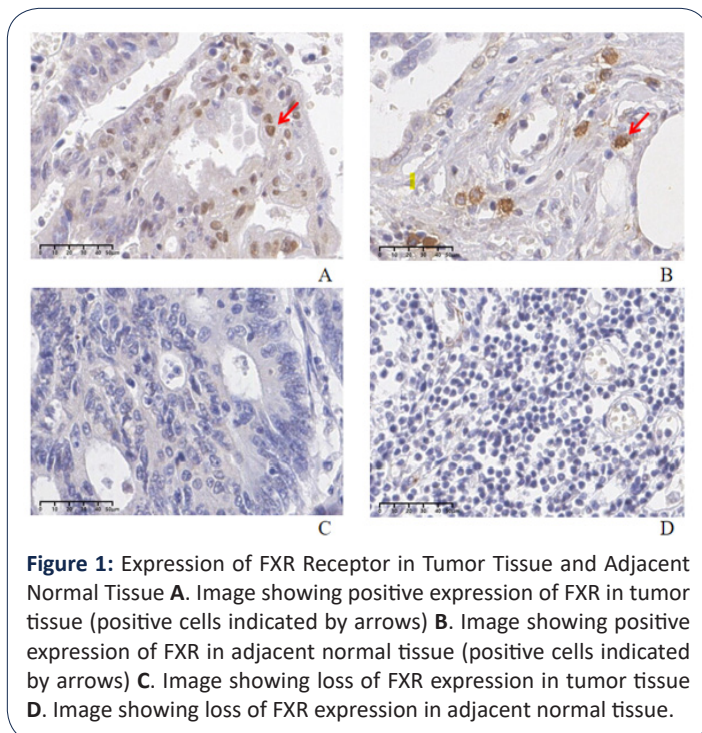 A
B
C
D
Figure 1: Expression of FXR Receptor in Tumor Tissue and Adjacent
Normal Tissue A. Image showing positive expression of FXR in tumor
tissue (positive cells indicated by arrows) B. Image showing positive
expression of FXR in adjacent normal tissue (positive cells indicated
by arrows) C. Image showing loss of FXR expression in tumor tissue
D. Image showing loss of FXR expression in adjacent normal tissue.